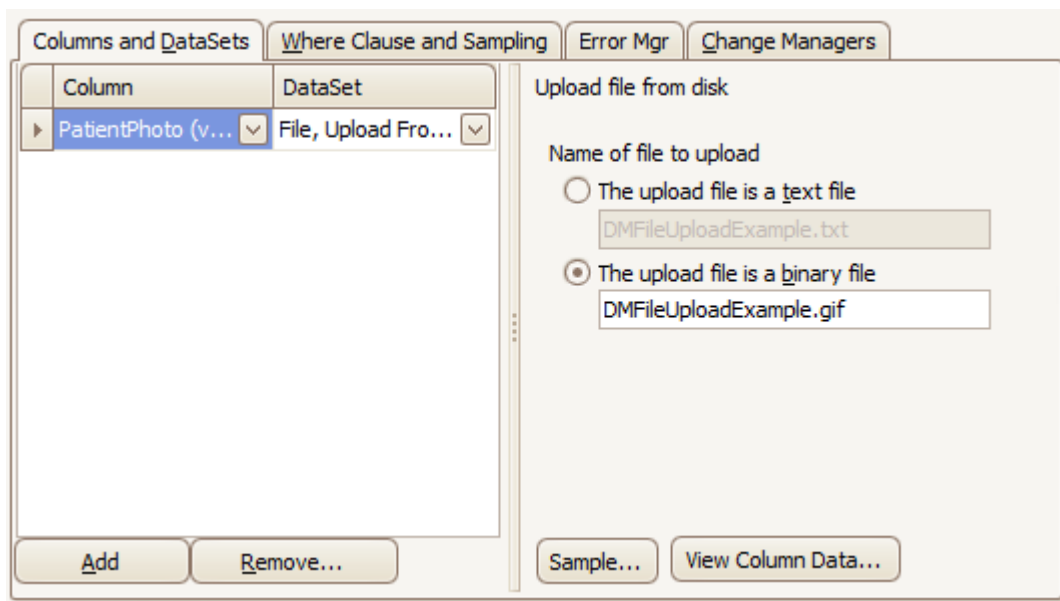 Columns and DataSets Where Clause and Sampling Error Mgr Change Managers
Column DataSet
PatientPhoto (v... File, Upload Fro...
Upload file from disk
Name of file to upload
The upload file is a text file
DMFileUploadExample.txt
The upload file is a binary file
DMFileUploadExample.gif
Add Remove...
Sample... View Column Data...